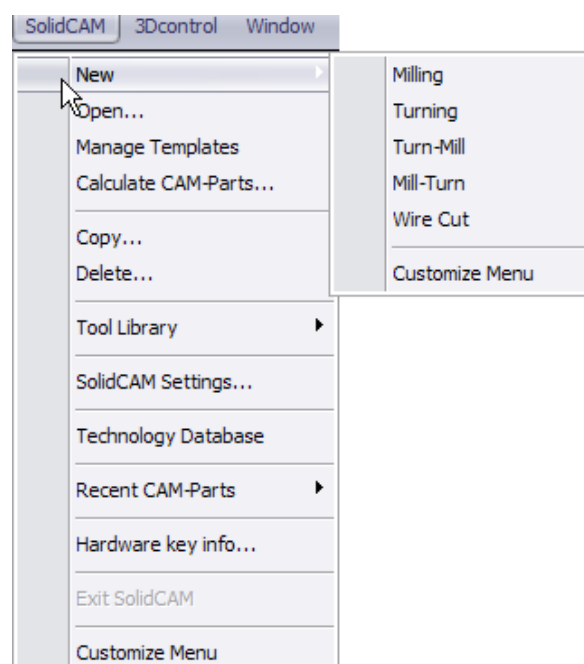 SolidCAM 3Dcontrol Window
New
Open...
Manage Templates
Calculate CAM-Parts...
Copy...
Delete...
Tool Library
SolidCAM Settings...
Technology Database
Recent CAM-Parts
Hardware key info...
Exit SolidCAM
Customize Menu
Milling
Turning
Turn-Mill
Mill-Turn
Wire Cut
Customize Menu